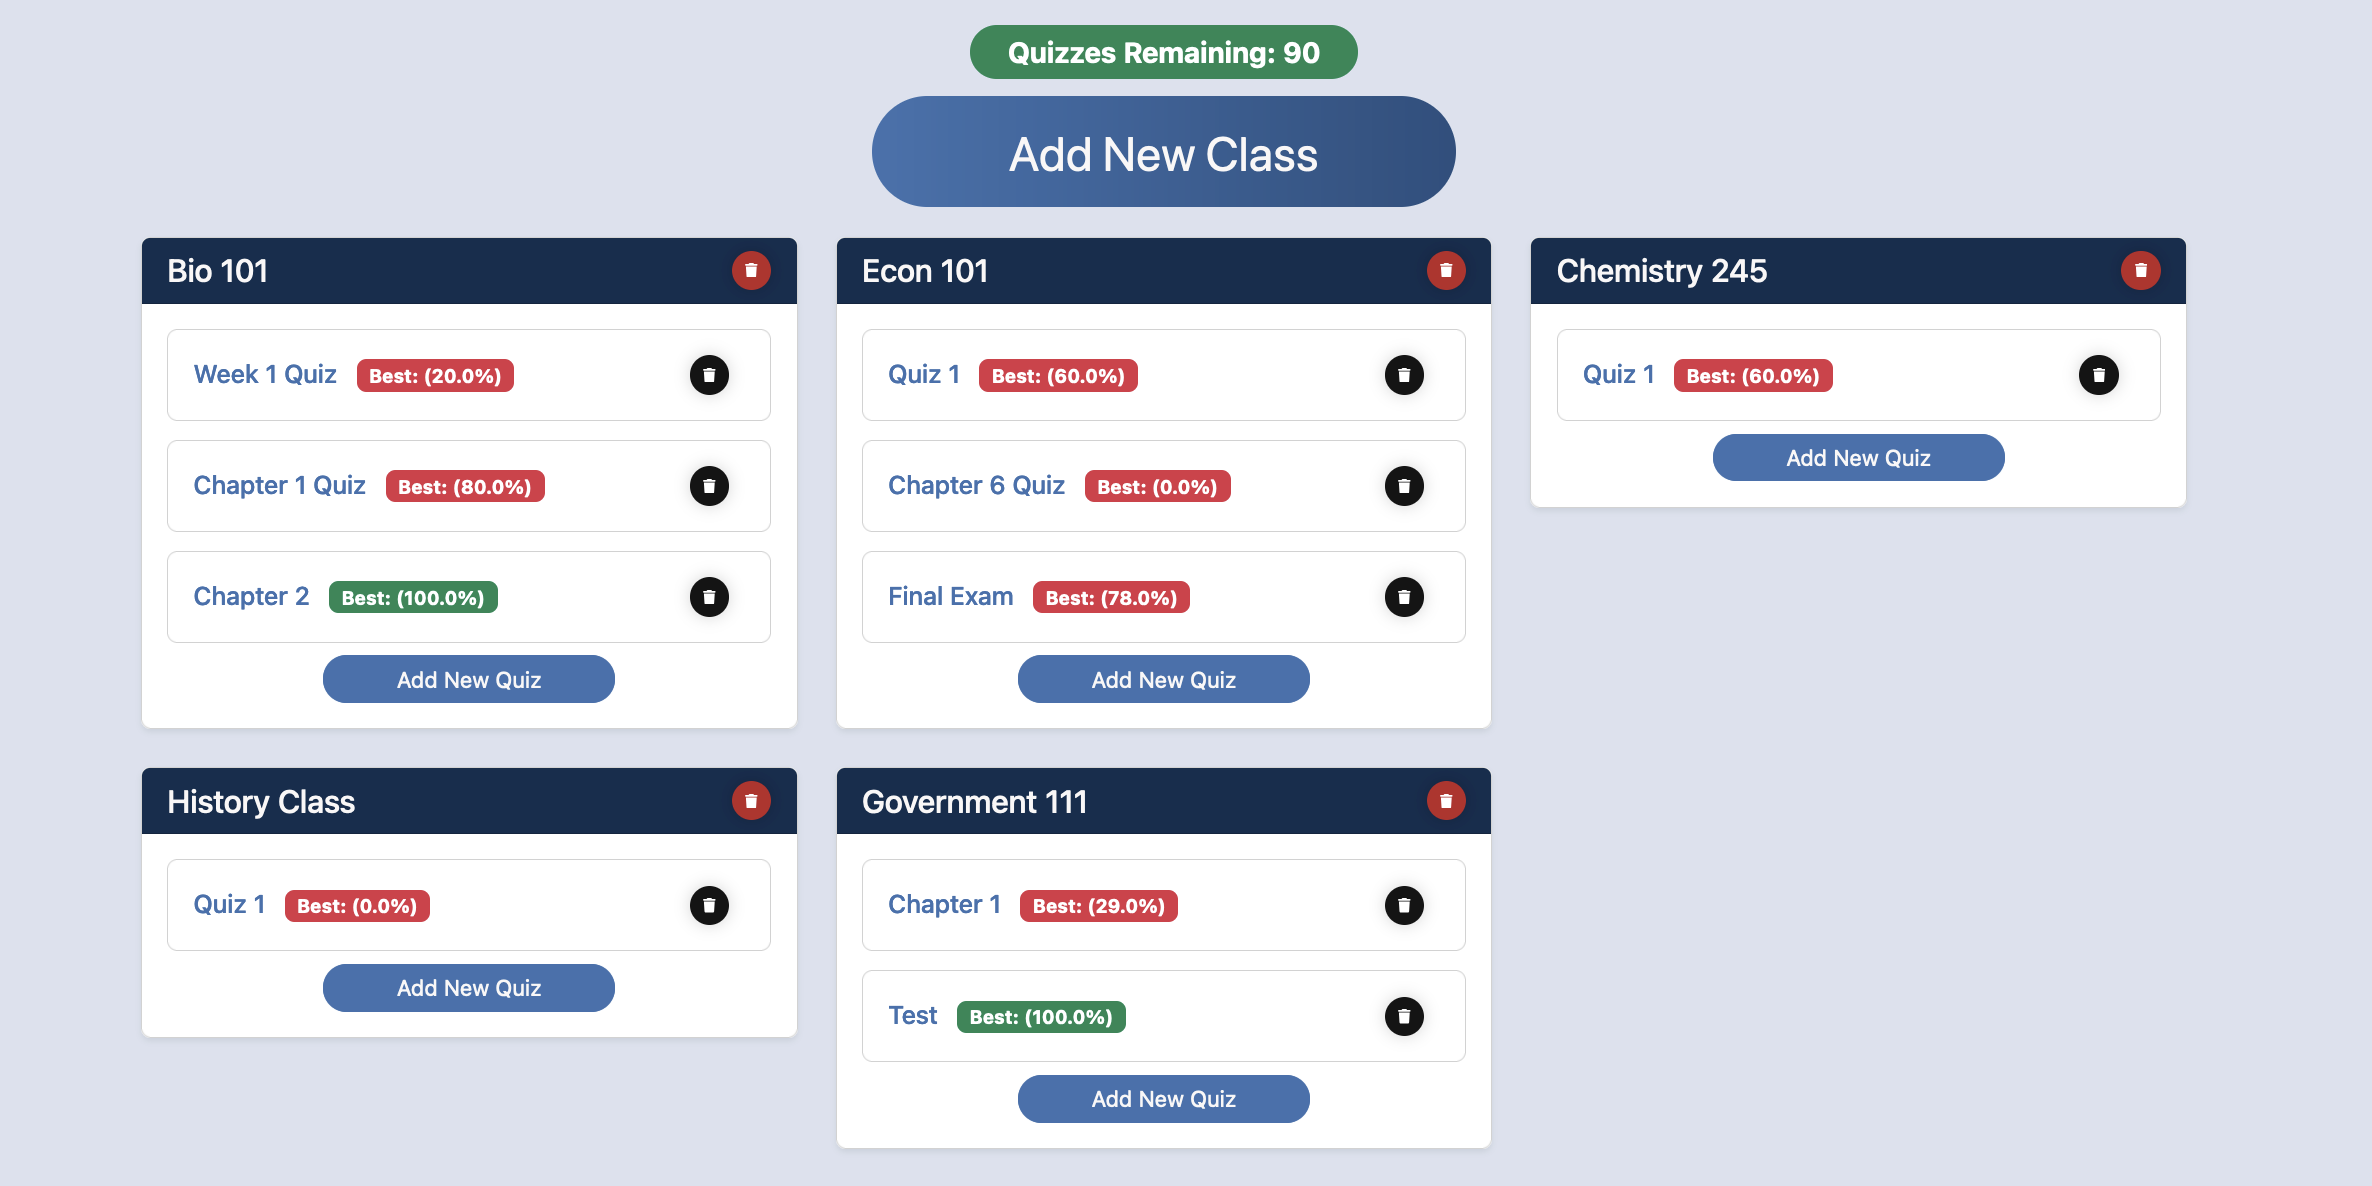 Quizzes Remaining: 90
Add New Class
Bio 101
Week 1 Quiz Best: (20.0%)
Chapter 1 Quiz Best: (80.0%)
Chapter 2 Best: (100.0%)
Add New Quiz
Econ 101
Quiz 1 Best: (60.0%)
Chapter 6 Quiz Best: (0.0%)
Final Exam Best: (78.0%)
Add New Quiz
Chemistry 245
Quiz 1 Best: (60.0%)
Add New Quiz
History Class
Quiz 1 Best: (0.0%)
Add New Quiz
Government 111
Chapter 1 Best: (29.0%)
Test Best: (100.0%)
Add New Quiz